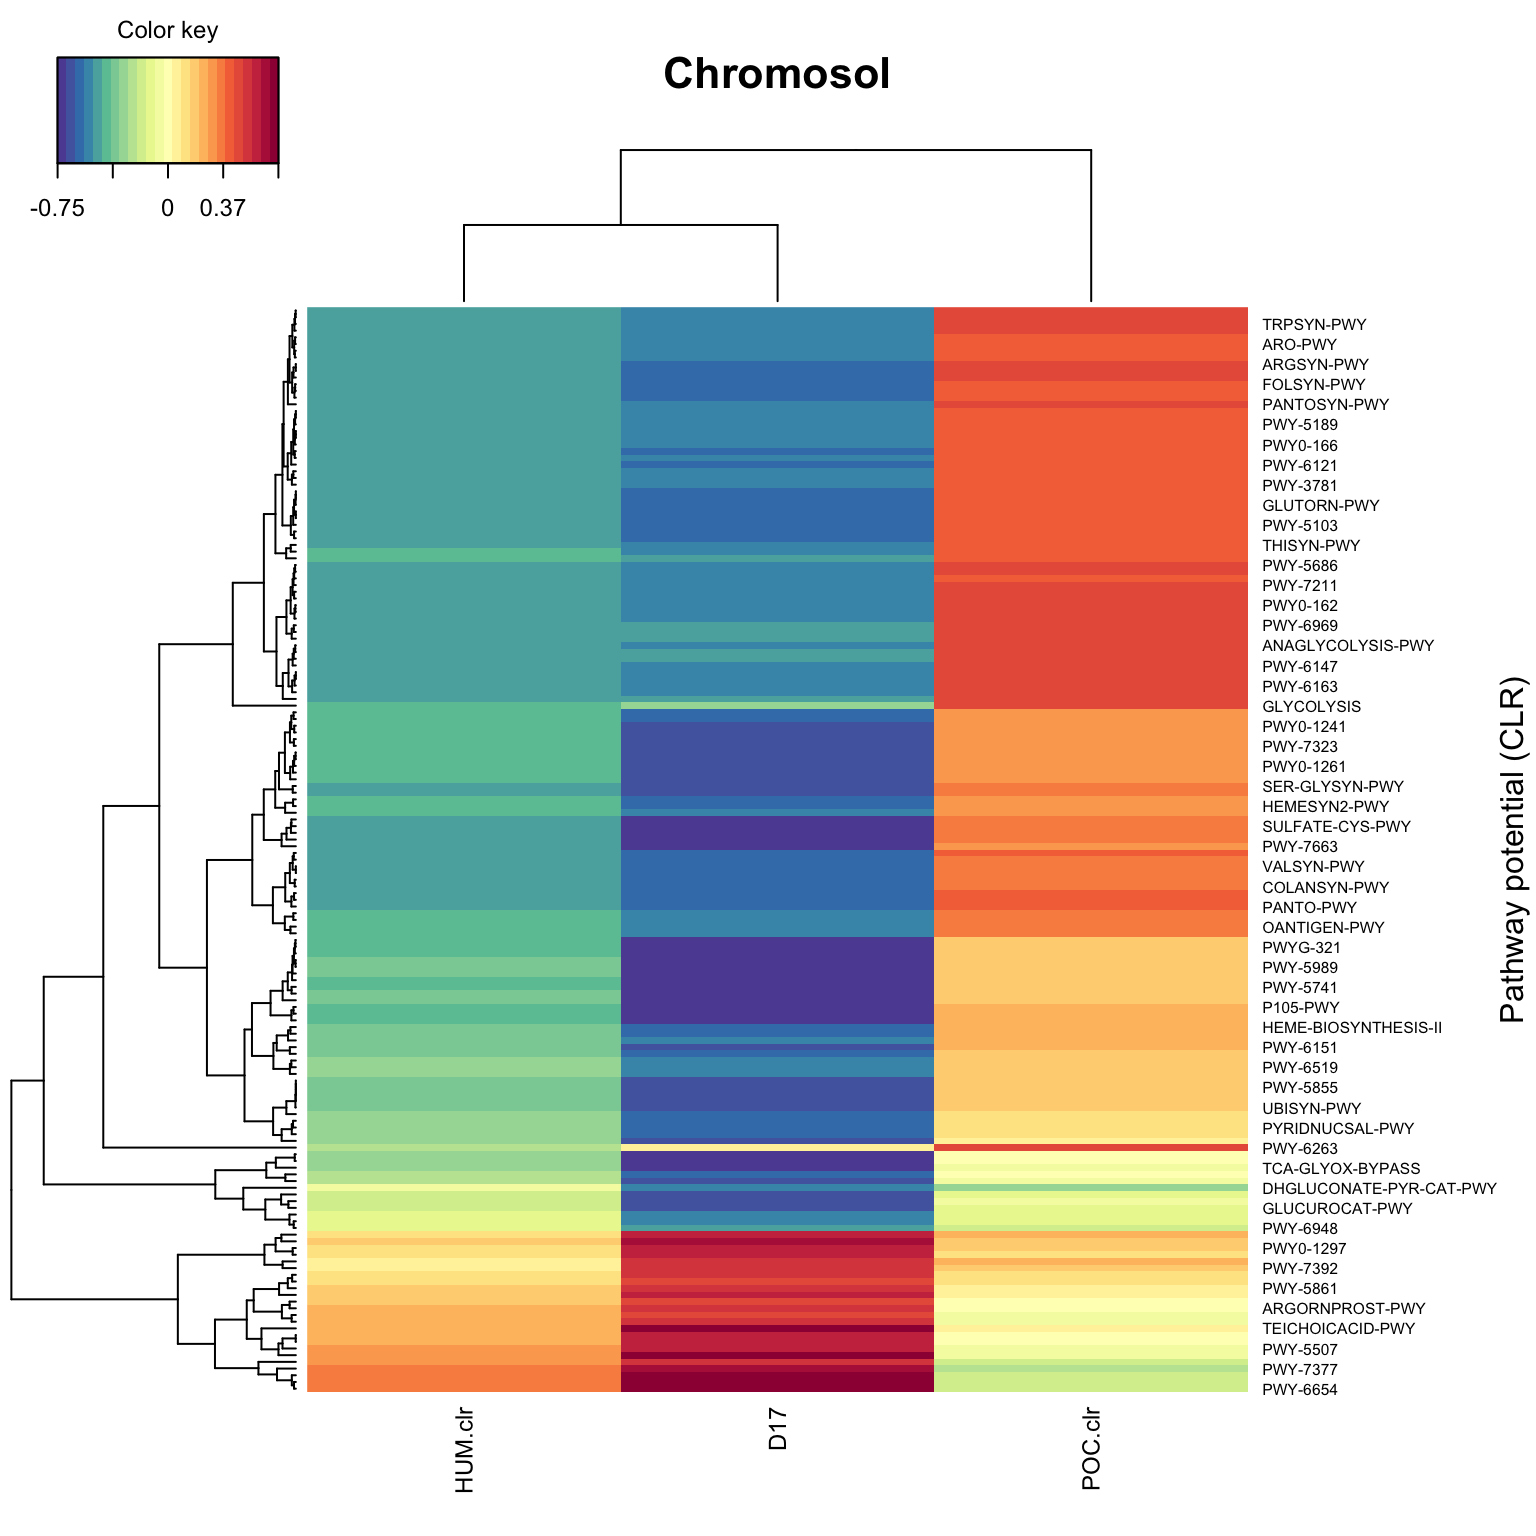 Color key
-0.75
0
0.37
Chromosol
TRPSYN-PWY
ARO-PWY
ARGSYN-PWY
FOLSYN-PWY
PANTOSYN-PWY
PWY-5189
PWY0-166
PWY-6121
PWY-3781
GLUTORN-PWY
PWY-5103
THISYN-PWY
PWY-5686
PWY-7211
PWY0-162
PWY-6969
ANAGLYCOLYSIS-PWY
PWY-6147
PWY-6163
GLYCOLYSIS
PWY0-1241
PWY-7323
PWY0-1261
SER-GLYSYN-PWY
HEMESYN2-PWY
SULFATE-CYS-PWY
PWY-7663
VALSYN-PWY
COLANSYN-PWY
PANTO-PWY
OANTIGEN-PWY
PWYG-321
PWY-5989
PWY-5741
P105-PWY
HEME-BIOSYNTHESIS-II
PWY-6151
PWY-6519
PWY-5855
UBISYN-PWY
PYRIDNUCSAL-PWY
PWY-6263
TCA-GLYOX-BYPASS
DHGLUCONATE-PYR-CAT-PWY
GLUCUROCAT-PWY
PWY-6948
PWY0-1297
PWY-7392
PWY-5861
ARGORNPROST-PWY
TEICHOICACID-PWY
PWY-5507
PWY-7377
PWY-6654
Pathway potential (CLR)
HUM.clr
D17
POC.clr